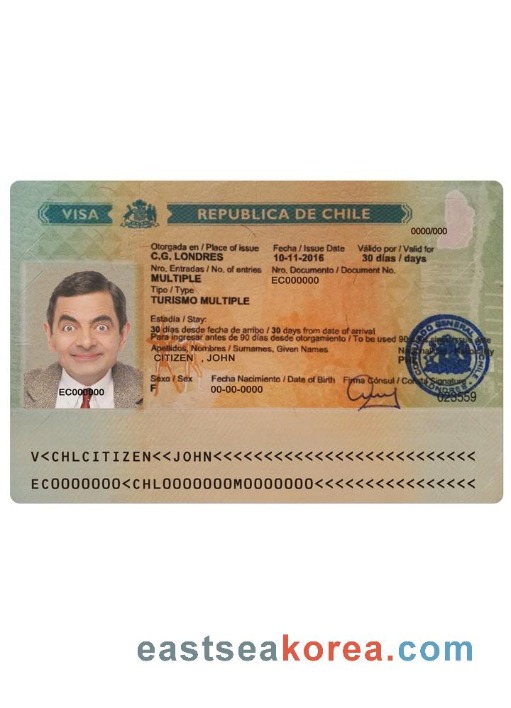 VISA REPUBLICA DE CHILE
0000/000
Otorgada en / Place of issue Fecha / Issue Date Válido por / Valid for
C.G. LONDRES 10-11-2016 30 días / days
Nro. Entradas / No. of entries Nro. Documento / Document No.
MULTIPLE EC000000
Tipo / Type
TURISMO MULTIPLE
Estadía / Stay:
30 días desde fecha de arribo / 30 days from date of arrival
Para ingresar antes de 90 días desde otorgamiento / To be used 90
Apellidos, Nombres / Surnames, Given Names
CITIZEN , JOHN
Sexo / Sex Fecha Nacimiento / Date of Birth Firma Cónsul / Consul Signature
F 00-00-0000
EC000000
023559
V<CHLCITIZEN<<JOHN<<<<<<<<<<<<<<<<<<<<<<<<<<
EC0000000<CHL0000000M0000000<<<<<<<<<<<<<<<<
eastseakorea.com